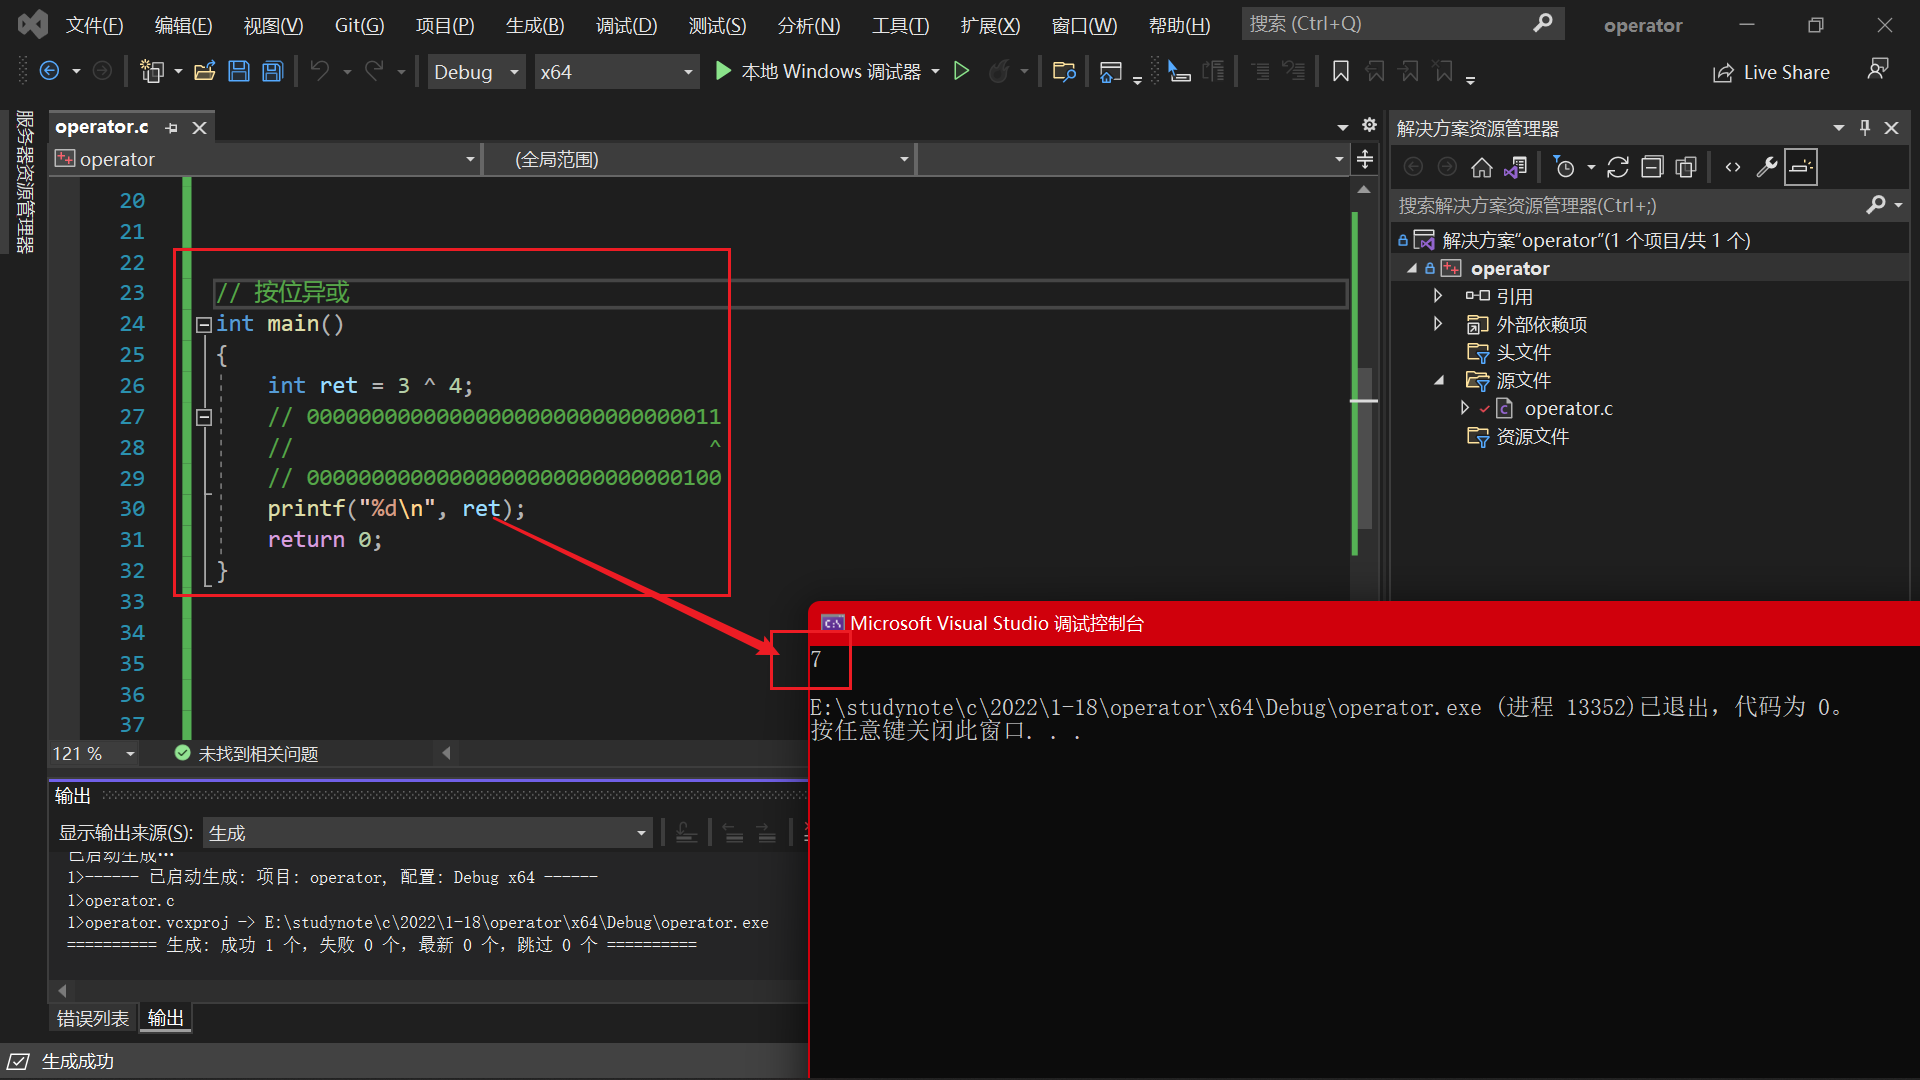 文件(F) 编辑(E) 视图(V) Git(G) 项目(P) 生成(B) 调试(D) 测试(S) 分析(N) 工具(T) 扩展(X) 窗口(W) 帮助(H) 搜索 (Ctrl+Q) operator
Debug x64 本地 Windows 调试器 Live Share
服务器资源管理器
operator.c
operator (全局范围)
20
21
22
23 // 按位异或
24 int main()
25 {
26 int ret = 3 ^ 4;
27 // 00000000000000000000000000000011
28 // ^
29 // 00000000000000000000000000000100
30 printf("%d\n", ret);
31 return 0;
32 }
33
34
35
36
37
121 % 未找到相关问题
解决方案资源管理器
搜索解决方案资源管理器(Ctrl+;)
解决方案“operator”(1 个项目/共 1 个)
operator
引用
外部依赖项
头文件
源文件
operator.c
资源文件
Microsoft Visual Studio 调试控制台
7
E:\studynote\c\2022\1-18\operator\x64\Debug\operator.exe (进程 13352)已退出，代码为 0。
按任意键关闭此窗口. . .
输出
显示输出来源(S): 生成
已启动生成…
1>------ 已启动生成: 项目: operator, 配置: Debug x64 ------
1>operator.c
1>operator.vcxproj -> E:\studynote\c\2022\1-18\operator\x64\Debug\operator.exe
========== 生成: 成功 1 个，失败 0 个，最新 0 个，跳过 0 个 ==========
错误列表 输出
生成成功